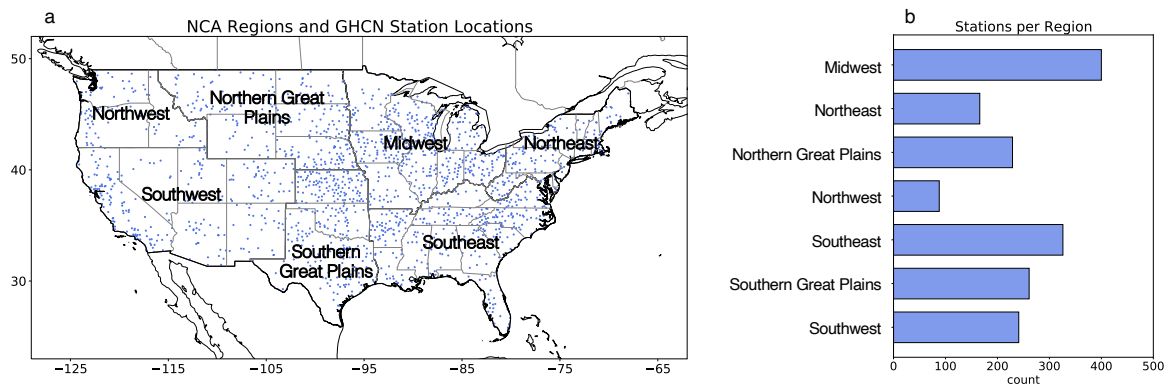 a
NCA Regions and GHCN Station Locations
50
40
30
Northwest
Northern Great
Plains
Midwest
Northeast
Southwest
Southern
Great Plains
Southeast
−125
−115
−105
−95
−85
−75
−65
b
Stations per Region
Midwest
Northeast
Northern Great Plains
Northwest
Southeast
Southern Great Plains
Southwest
0
100
200
300
400
500
count